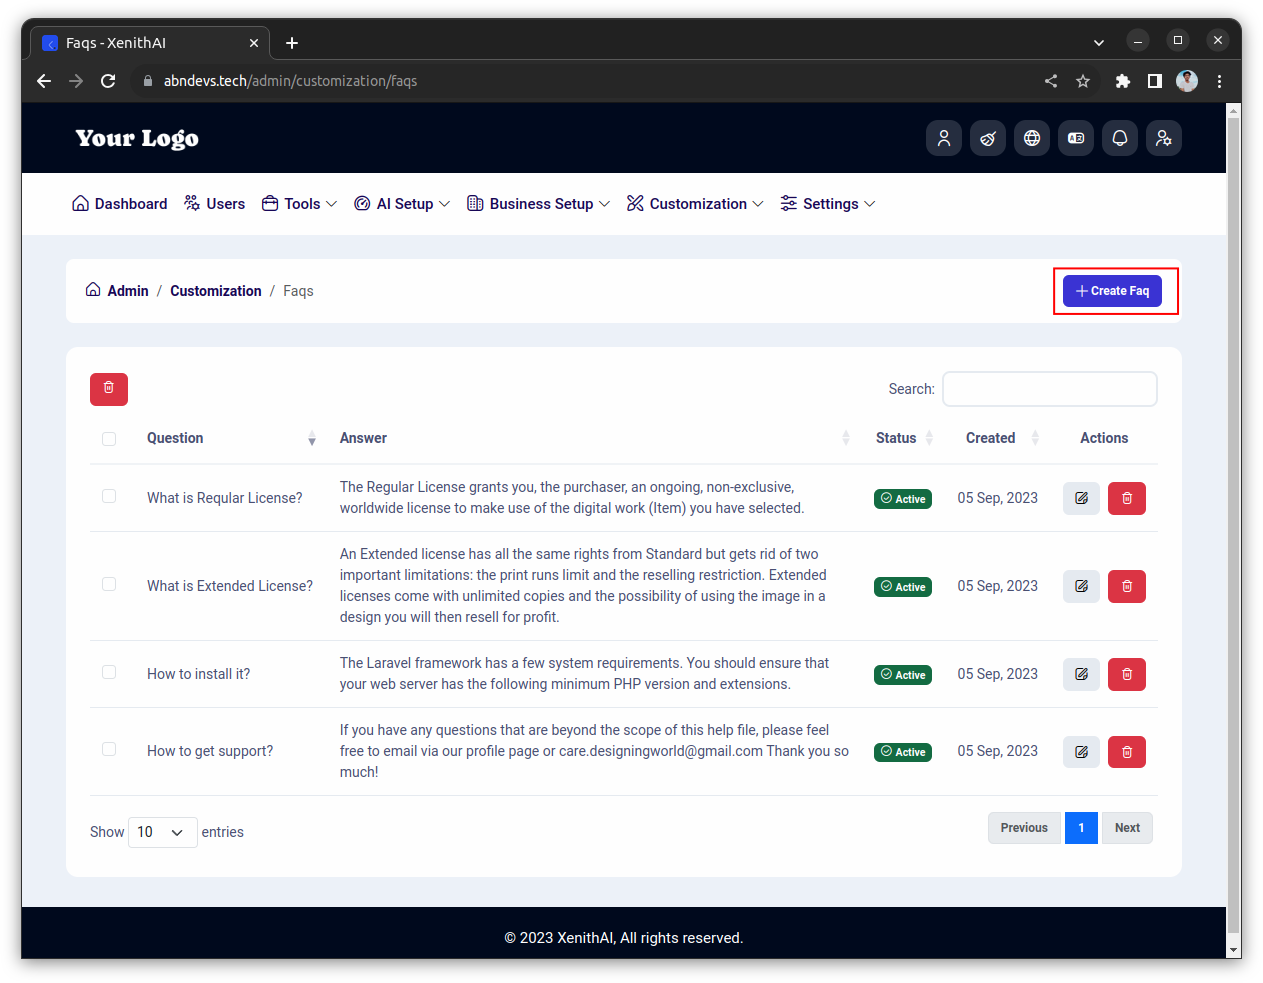 Faqs - XenithAI
abndevs.tech/admin/customization/faqs
Your Logo
Dashboard Users Tools AI Setup Business Setup Customization Settings
Admin / Customization / Faqs
Create Faq
Search:
Question Answer Status Created Actions
What is Reqular License?
The Regular License grants you, the purchaser, an ongoing, non-exclusive,
worldwide license to make use of the digital work (Item) you have selected.
Active
05 Sep, 2023
What is Extended License?
An Extended license has all the same rights from Standard but gets rid of two
important limitations: the print runs limit and the reselling restriction. Extended
licenses come with unlimited copies and the possibility of using the image in a
design you will then resell for profit.
Active
05 Sep, 2023
How to install it?
The Laravel framework has a few system requirements. You should ensure that
your web server has the following minimum PHP version and extensions.
Active
05 Sep, 2023
How to get support?
If you have any questions that are beyond the scope of this help file, please feel
free to email via our profile page or care.designingworld@gmail.com Thank you so
much!
Active
05 Sep, 2023
Show 10 entries
Previous 1 Next
© 2023 XenithAI, All rights reserved.